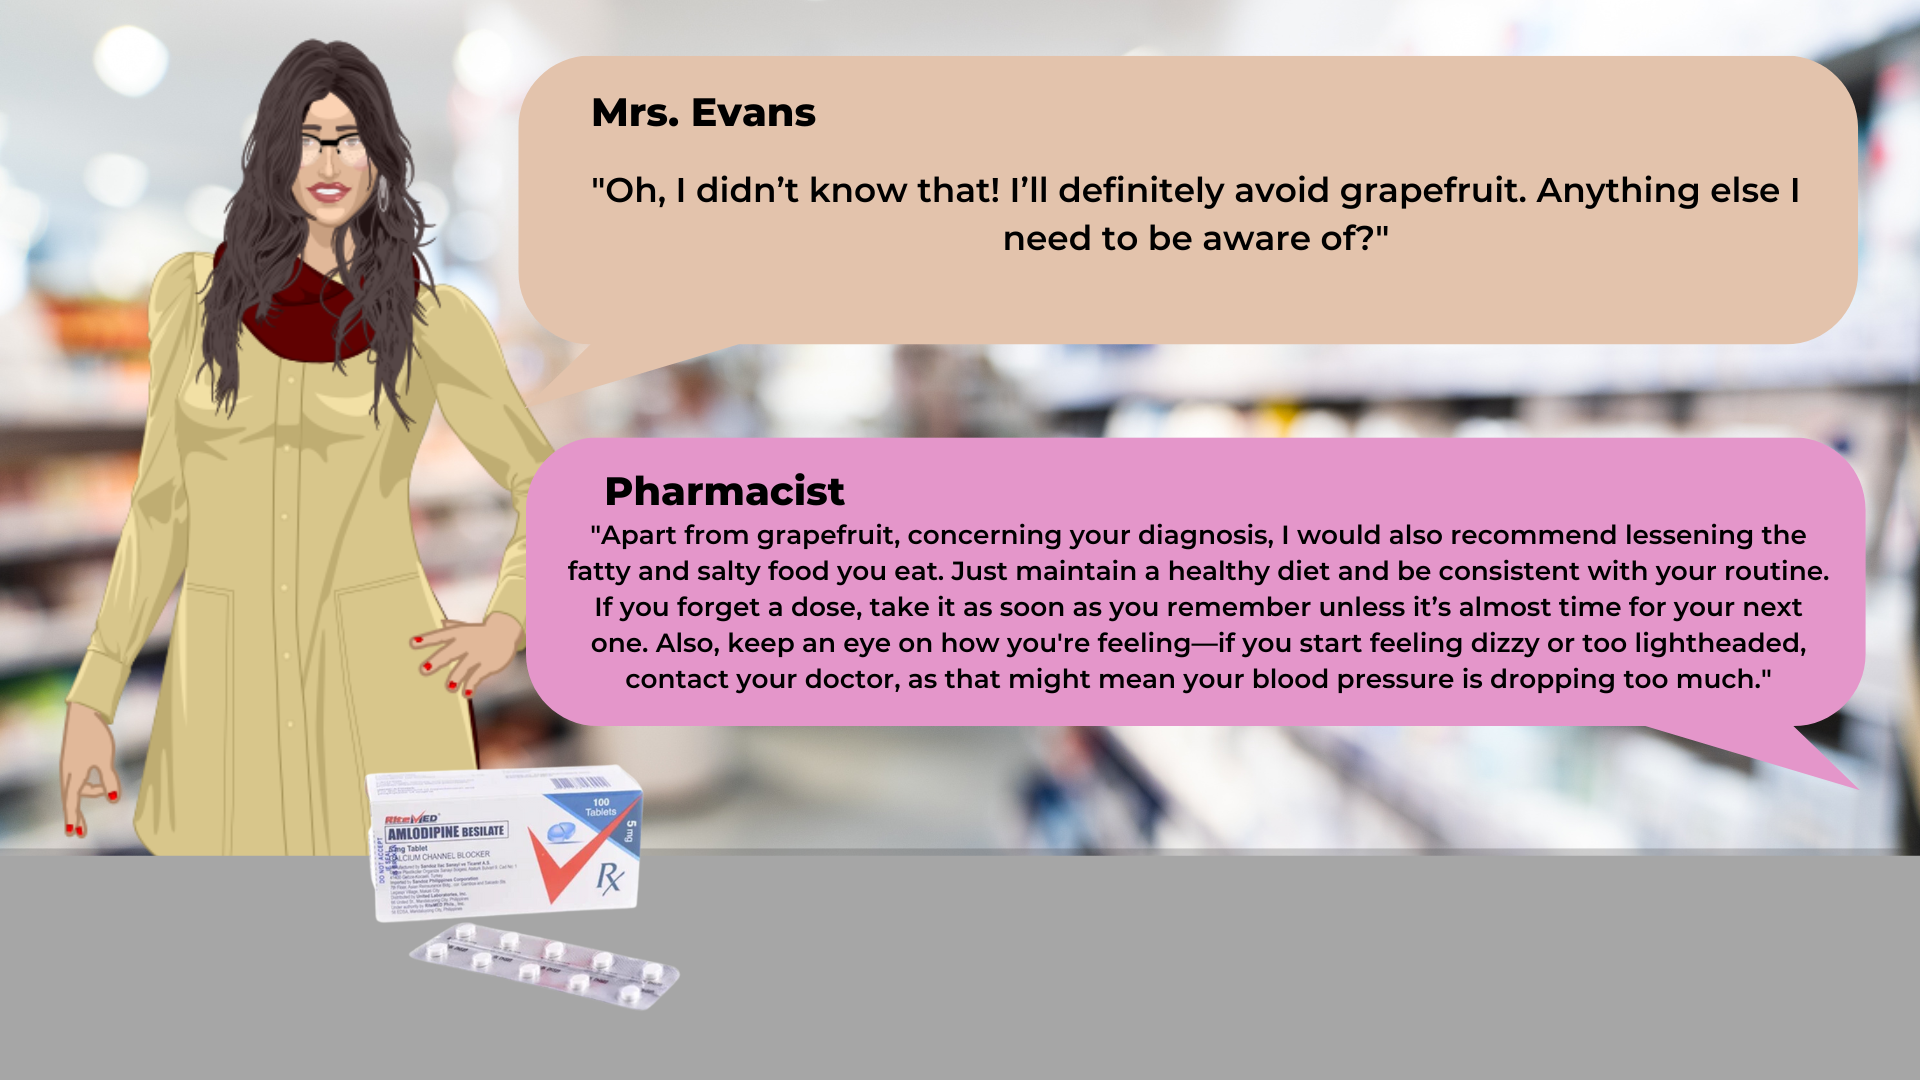 Mrs. Evans
"Oh, I didn’t know that! I’ll definitely avoid grapefruit. Anything else I
need to be aware of?"
Pharmacist
"Apart from grapefruit, concerning your diagnosis, I would also recommend lessening the
fatty and salty food you eat. Just maintain a healthy diet and be consistent with your routine.
If you forget a dose, take it as soon as you remember unless it’s almost time for your next
one. Also, keep an eye on how you're feeling—if you start feeling dizzy or too lightheaded,
contact your doctor, as that might mean your blood pressure is dropping too much."
100
Tablets
5 mg
RiteMED
AMLODIPINE BESILATE
5mg Tablet
CALCIUM CHANNEL BLOCKER
Rx
DO NOT ACCEPT